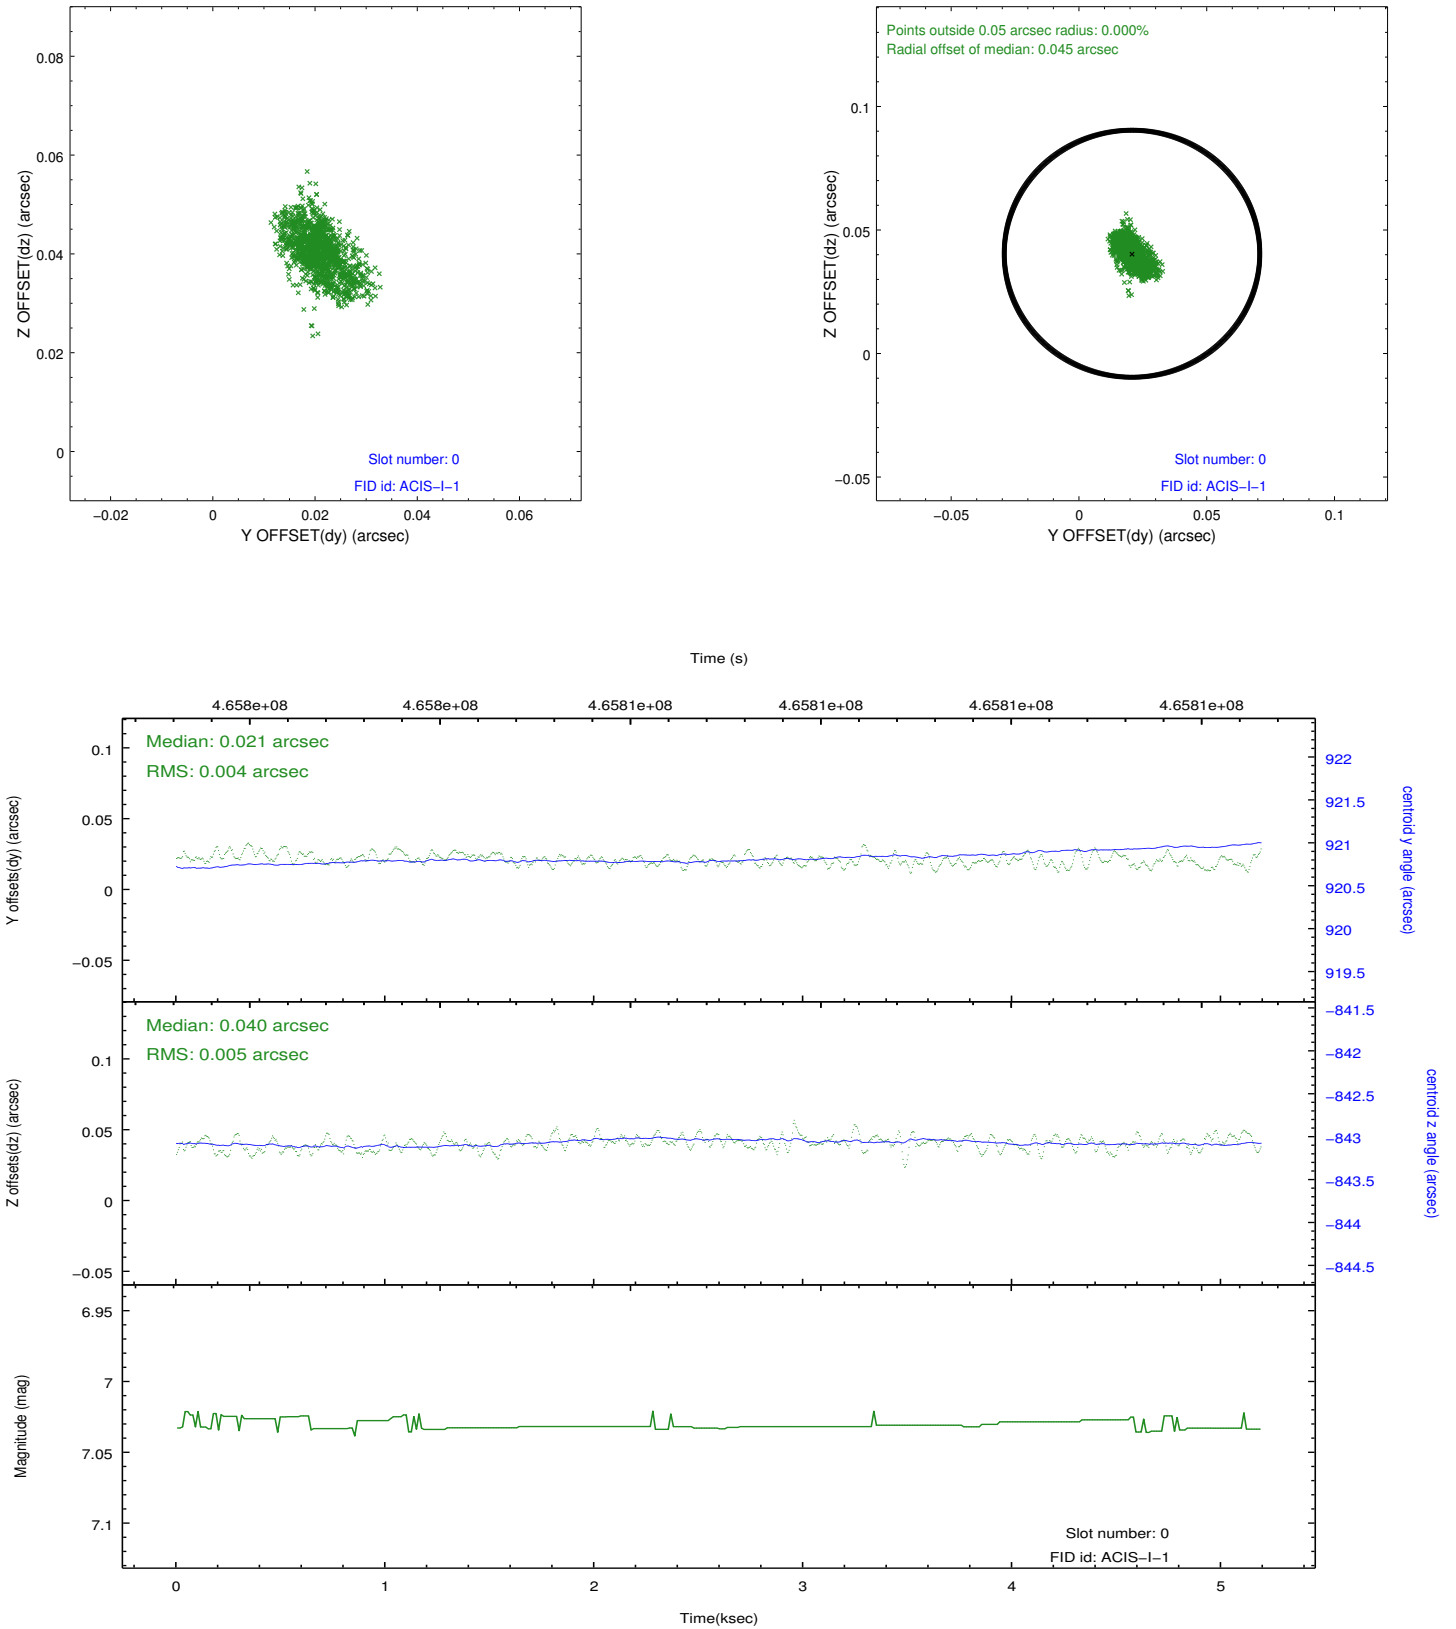 0.08
0.06
0.04
0.02
0
Z OFFSET(dz) (arcsec)
Slot number: 0
FID id: ACIS−I−1
−0.02
0
0.02
0.04
0.06
Y OFFSET(dy) (arcsec)
Points outside 0.05 arcsec radius: 0.000%
Radial offset of median: 0.045 arcsec
0.1
0.05
0
−0.05
Z OFFSET(dz) (arcsec)
Slot number: 0
FID id: ACIS−I−1
−0.05
0
0.05
0.1
Y OFFSET(dy) (arcsec)
Time (s)
4.658e+08
4.658e+08
4.6581e+08
4.6581e+08
4.6581e+08
4.6581e+08
Median: 0.021 arcsec
RMS: 0.004 arcsec
0.1
0.05
0
−0.05
Y offsets(dy) (arcsec)
922
921.5
921
920.5
920
919.5
centroid y angle (arcsec)
Median: 0.040 arcsec
RMS: 0.005 arcsec
0.1
0.05
0
−0.05
Z offsets(dz) (arcsec)
−841.5
−842
−842.5
−843
−843.5
−844
−844.5
centroid z angle (arcsec)
6.95
7
7.05
7.1
Magnitude (mag)
Slot number: 0
FID id: ACIS−I−1
0
1
2
3
4
5
Time(ksec)